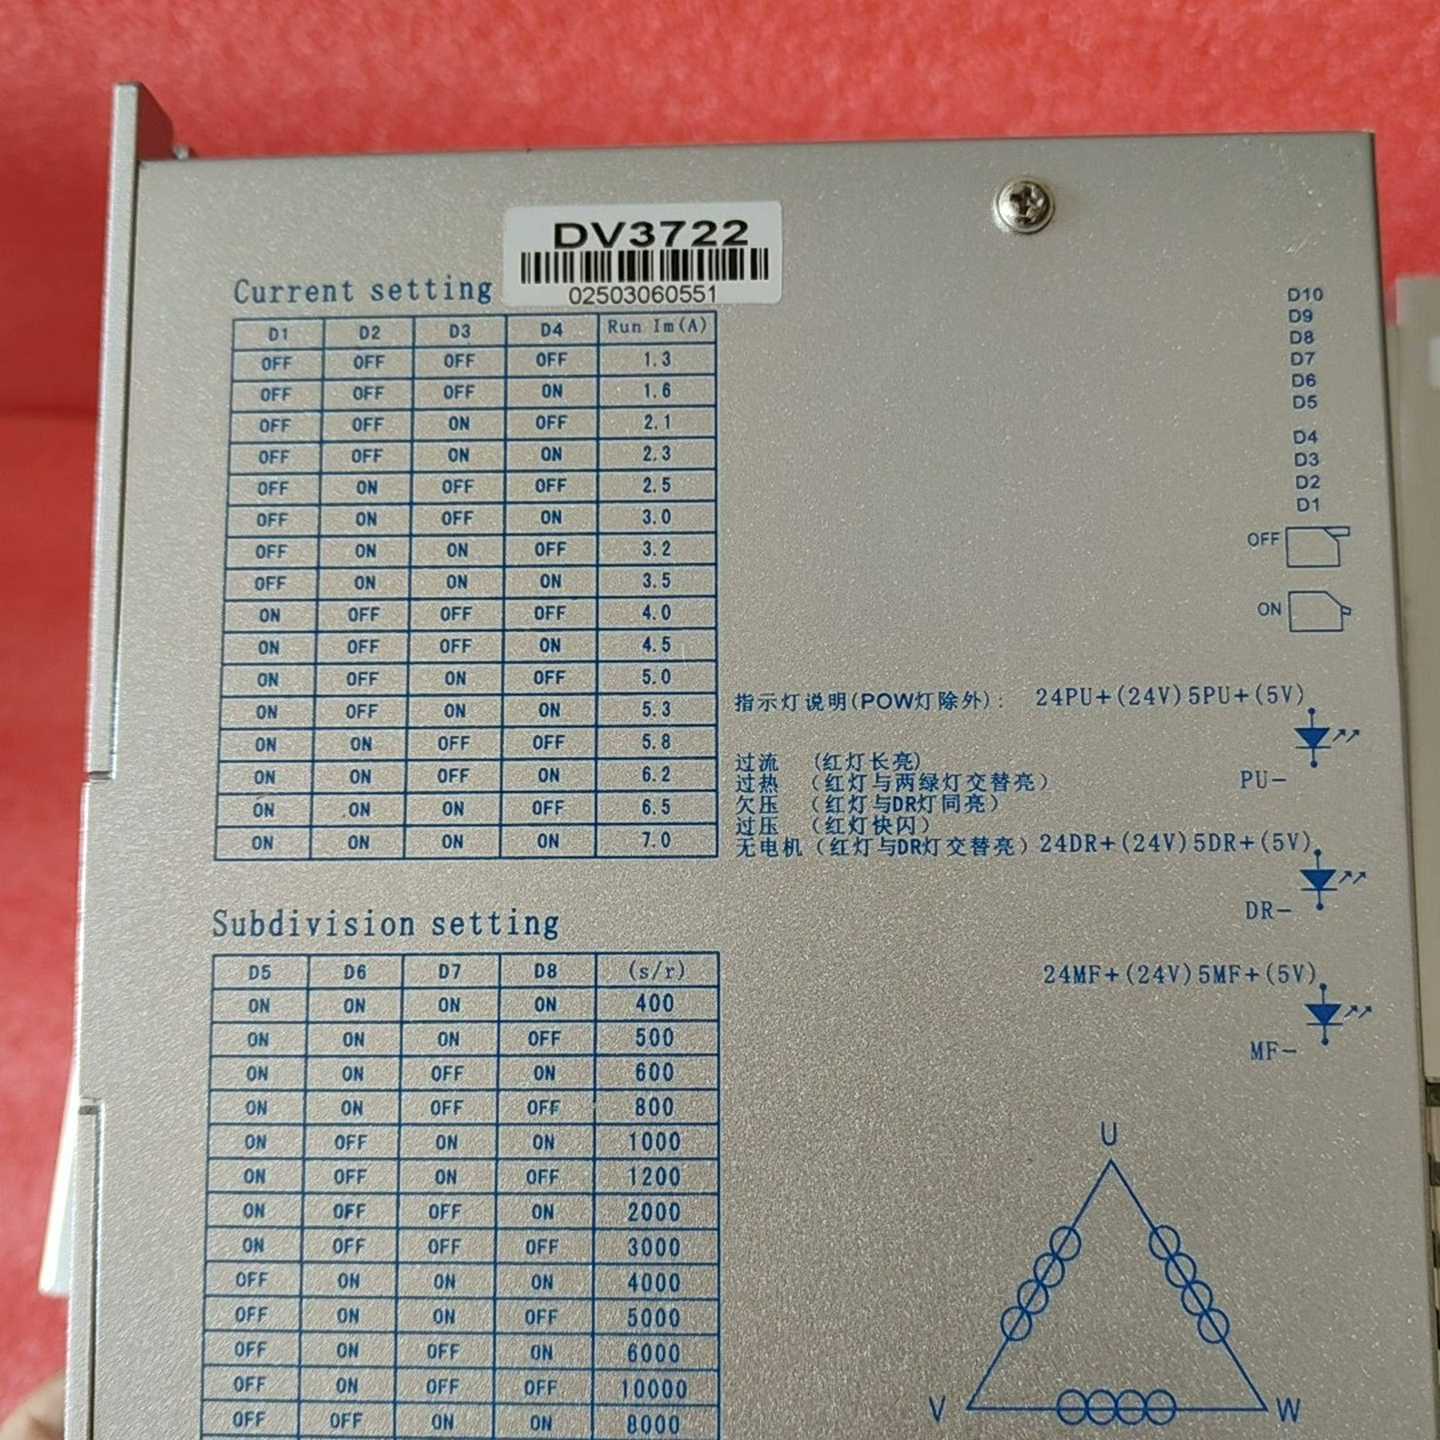 DV3722
02503060551
Current setting
D1 D2 D3 D4 Run Im(A)
OFF OFF OFF OFF 1.3
OFF OFF OFF ON 1.6
OFF OFF ON OFF 2.1
OFF OFF ON ON 2.3
OFF ON OFF OFF 2.5
OFF ON OFF ON 3.0
OFF ON ON OFF 3.2
OFF ON ON ON 3.5
ON OFF OFF OFF 4.0
ON OFF OFF ON 4.5
ON OFF ON OFF 5.0
ON OFF ON ON 5.3
ON ON OFF OFF 5.8
ON ON OFF ON 6.2
ON ON ON OFF 6.5
ON ON ON ON 7.0
Subdivision setting
D5 D6 D7 D8 (s/r)
ON ON ON ON 400
ON ON ON OFF 500
ON ON OFF ON 600
ON ON OFF OFF 800
ON OFF ON ON 1000
ON OFF ON OFF 1200
ON OFF OFF ON 2000
ON OFF OFF OFF 3000
OFF ON ON ON 4000
OFF ON ON OFF 5000
OFF ON OFF ON 6000
OFF ON OFF OFF 10000
OFF OFF ON ON 8000
D10
D9
D8
D7
D6
D5
D4
D3
D2
D1
OFF
ON
指示灯说明(POW灯除外):
过流 (红灯长亮)
过热 (红灯与两绿灯交替亮)
欠压 (红灯与DR灯同亮)
过压 (红灯快闪)
无电机 (红灯与DR灯交替亮)
24PU+(24V)5PU+(5V)
PU-
24DR+(24V)5DR+(5V)
DR-
24MF+(24V)5MF+(5V)
MF-
U
V W